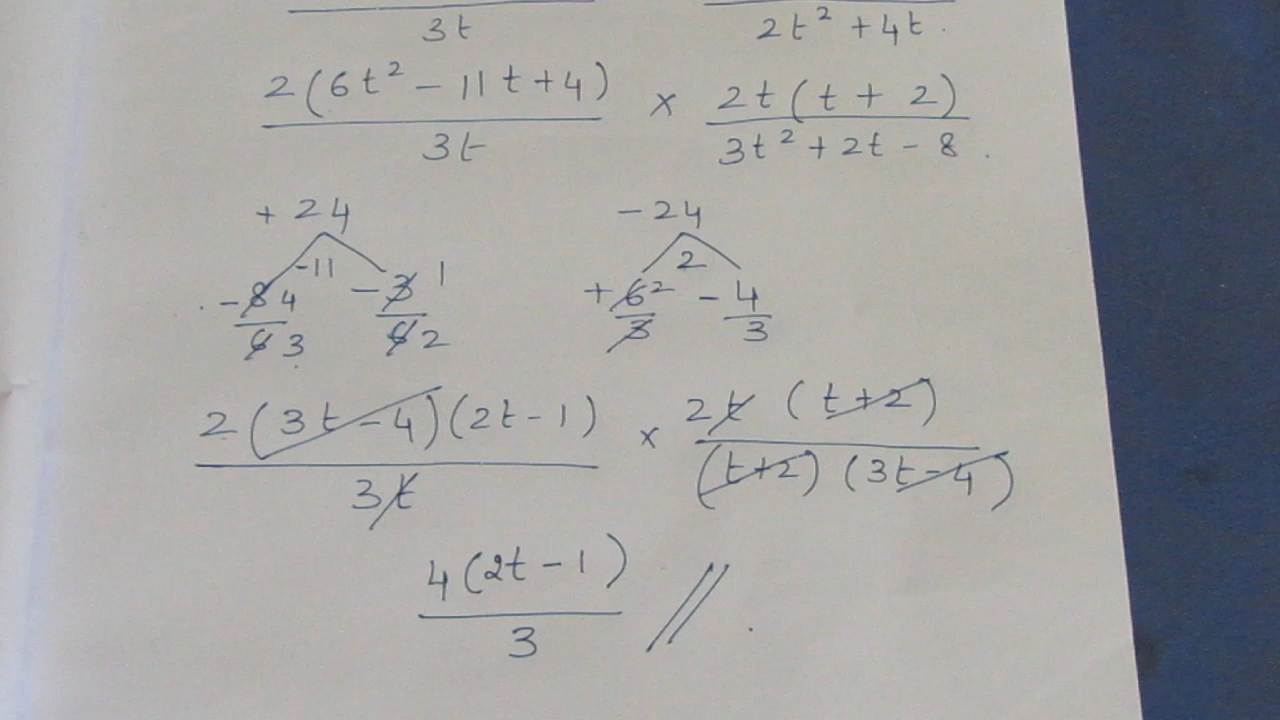 3t 2t² + 4t.
2(6t² - 11t + 4) × 2t(t + 2)
3t 3t² + 2t - 8.
+ 24 - 24
-11 2
-8 4 -3 1 + 6 2 - 4
6 3 6 2 3 3
2(3t - 4)(2t - 1) × 2t (t+2)
3t (t+2) (3t - 4)
4(2t - 1)
3